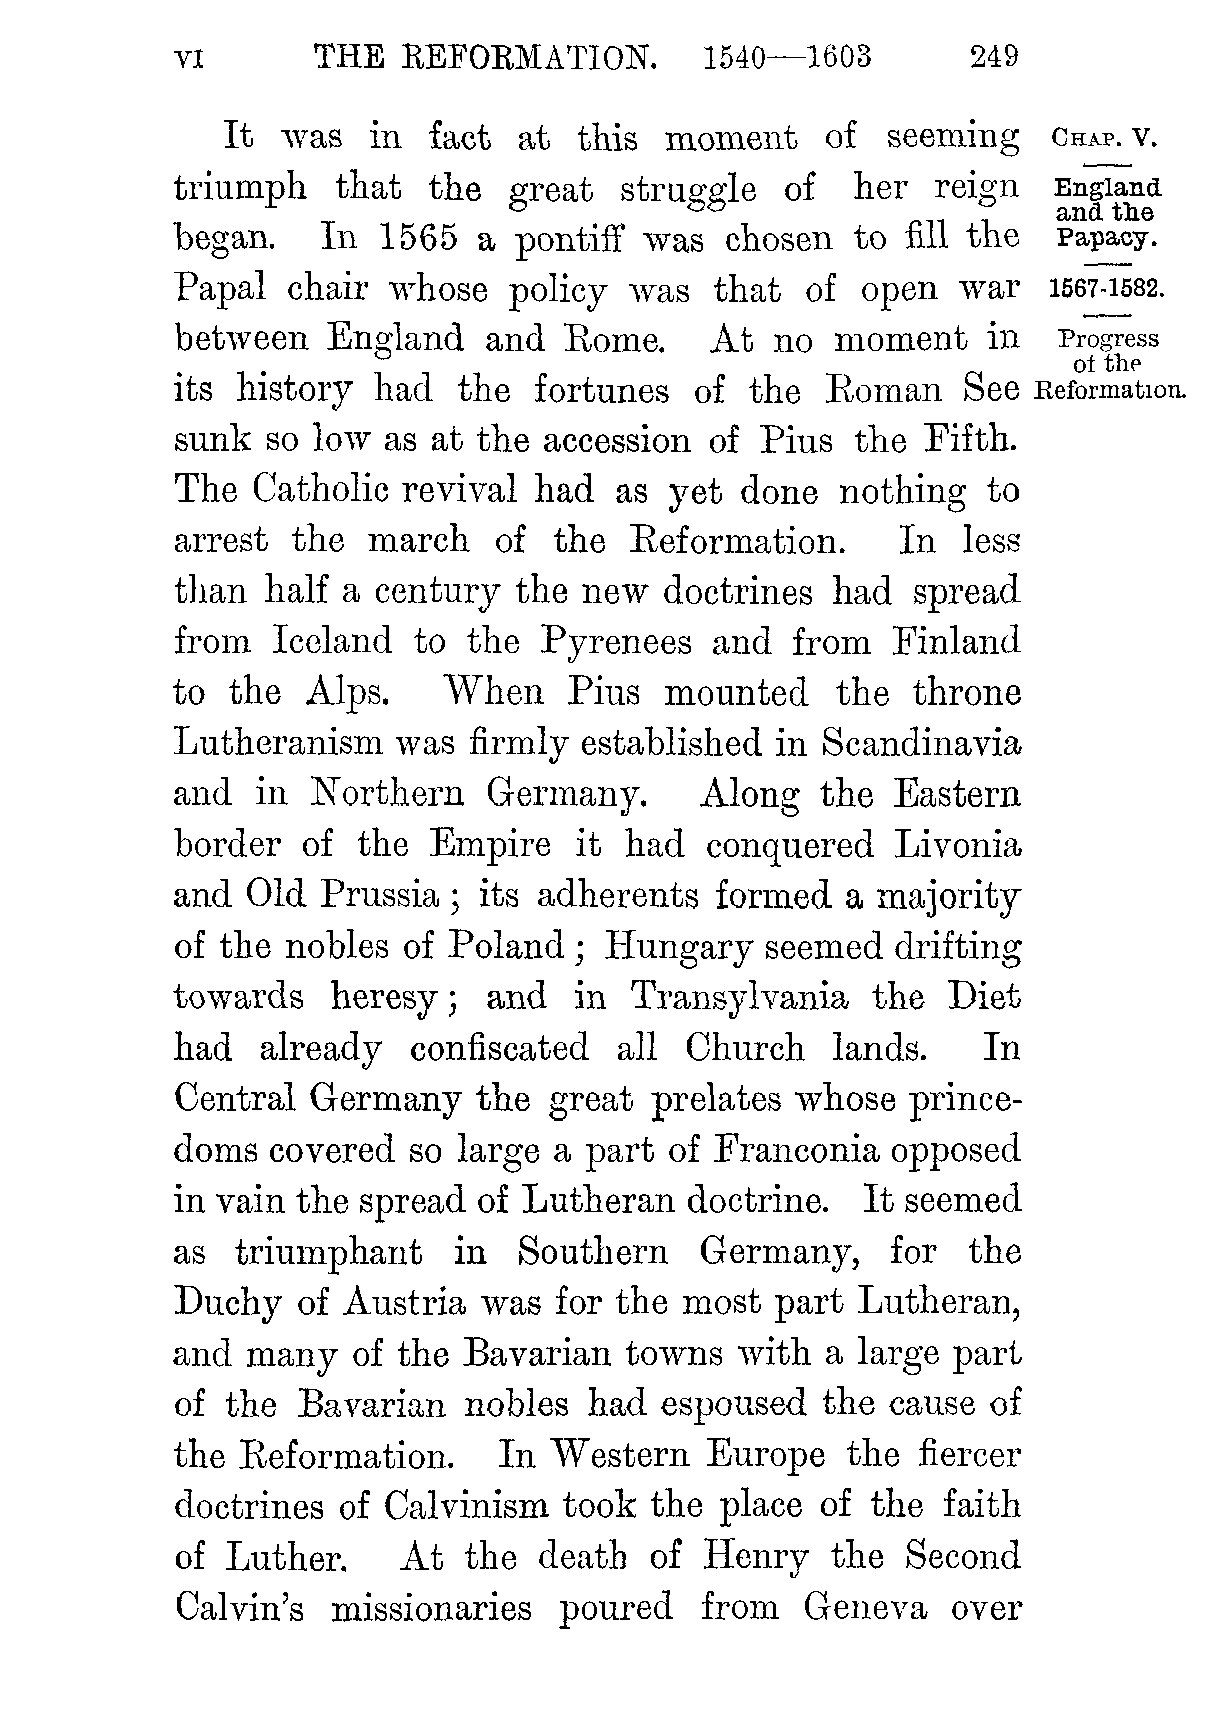 VI THE REFORMATION. 1540—1603 249
It was in fact at this moment of seeming
triumph that the great struggle of her reign
began. In 1565 a pontiff was chosen to fill the
Papal chair whose policy was that of open war
between England and Rome. At no moment in
its history had the fortunes of the Roman See
sunk so low as at the accession of Pius the Fifth.
The Catholic revival had as yet done nothing to
arrest the march of the Reformation. In less
than half a century the new doctrines had spread
from Iceland to the Pyrenees and from Finland
to the Alps. When Pius mounted the throne
Lutheranism was firmly established in Scandinavia
and in Northern Germany. Along the Eastern
border of the Empire it had conquered Livonia
and Old Prussia ; its adherents formed a majority
of the nobles of Poland ; Hungary seemed drifting
towards heresy ; and in Transylvania the Diet
had already confiscated all Church lands. In
Central Germany the great prelates whose prince-
doms covered so large a part of Franconia opposed
in vain the spread of Lutheran doctrine. It seemed
as triumphant in Southern Germany, for the
Duchy of Austria was for the most part Lutheran,
and many of the Bavarian towns with a large part
of the Bavarian nobles had espoused the cause of
the Reformation. In Western Europe the fiercer
doctrines of Calvinism took the place of the faith
of Luther. At the death of Henry the Second
Calvin's missionaries poured from Geneva over
CHAP. V.
England
and the
Papacy.
1567-1582.
Progress
of the
Reformation.